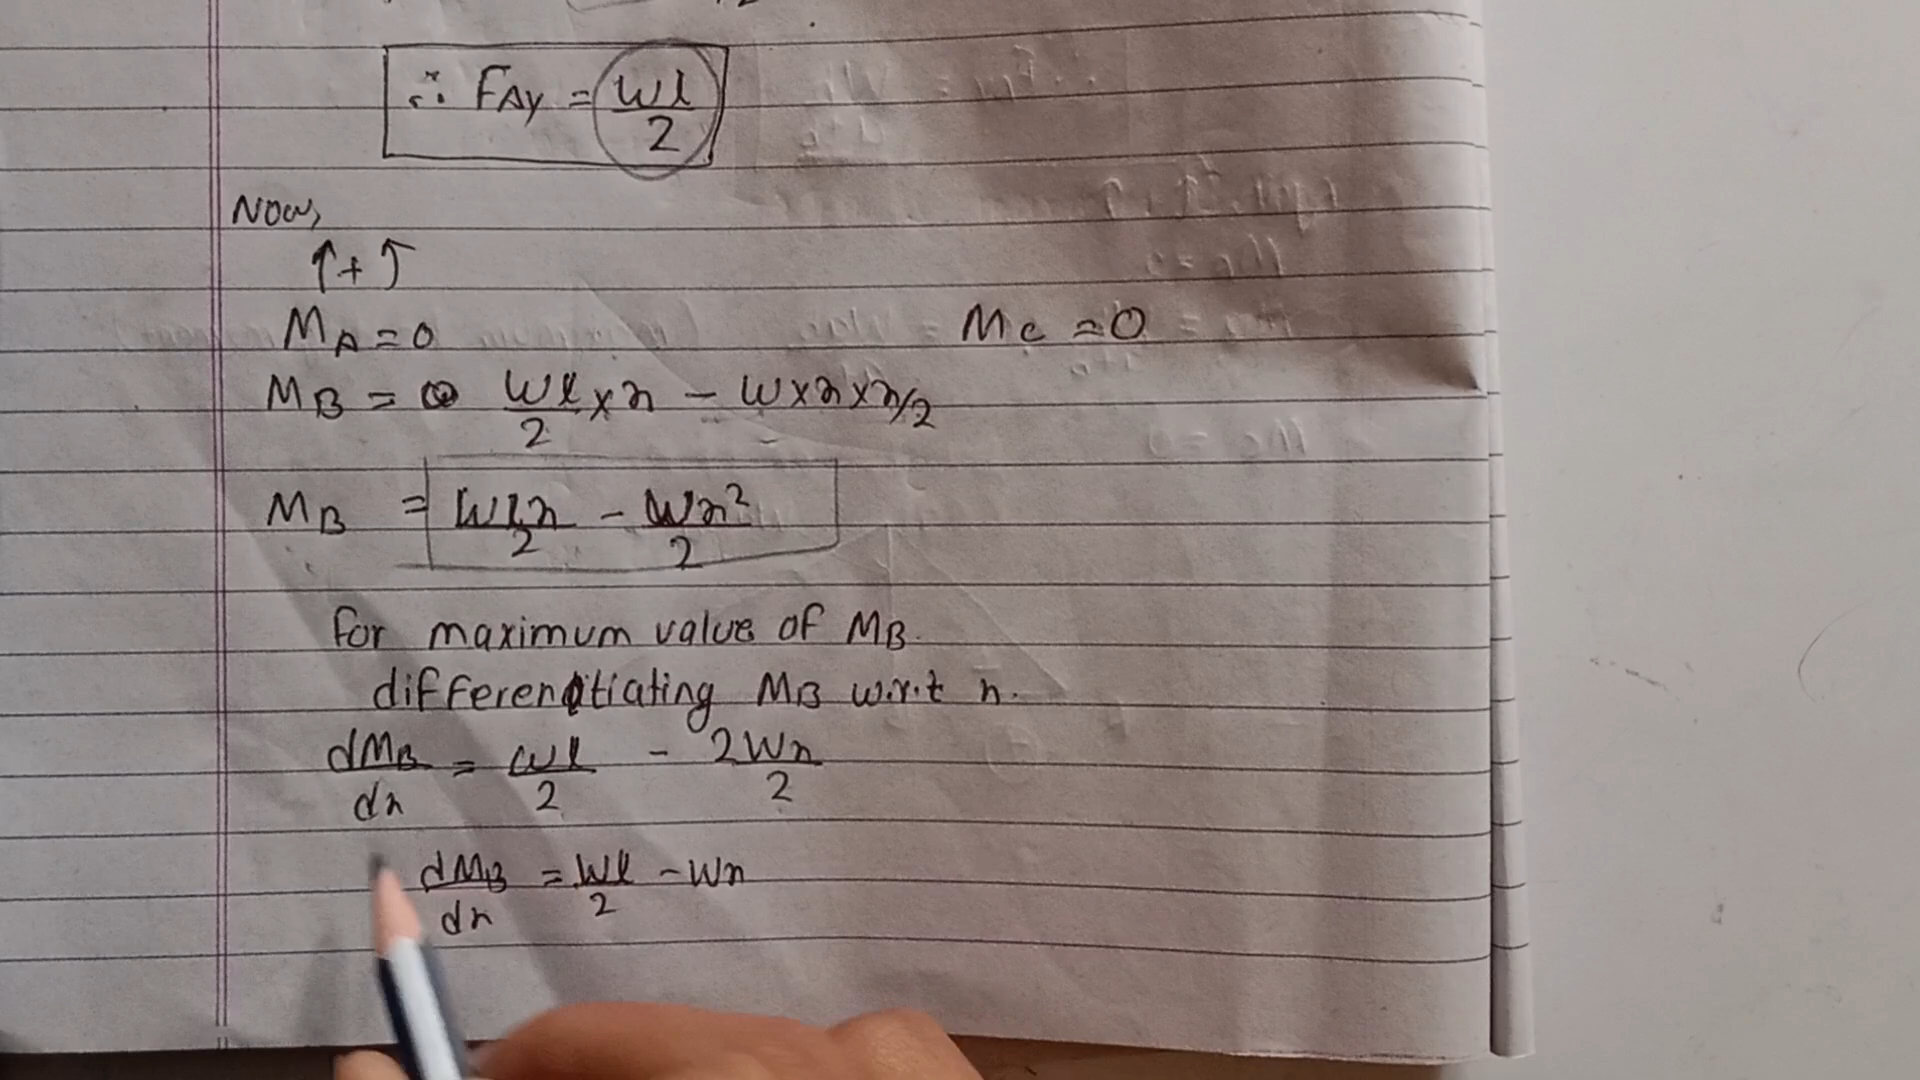 ∴ FAy = wl/2
Now,
↑+↑
MA = 0
Mc = 0
MB = wl/2 × x - w×x×x/2
MB = wlx/2 - wx²/2
for maximum value of MB.
differentiating MB w.r.t x.
dMB/dx = wl/2 - 2wx/2
dMB/dx = wl/2 - wx